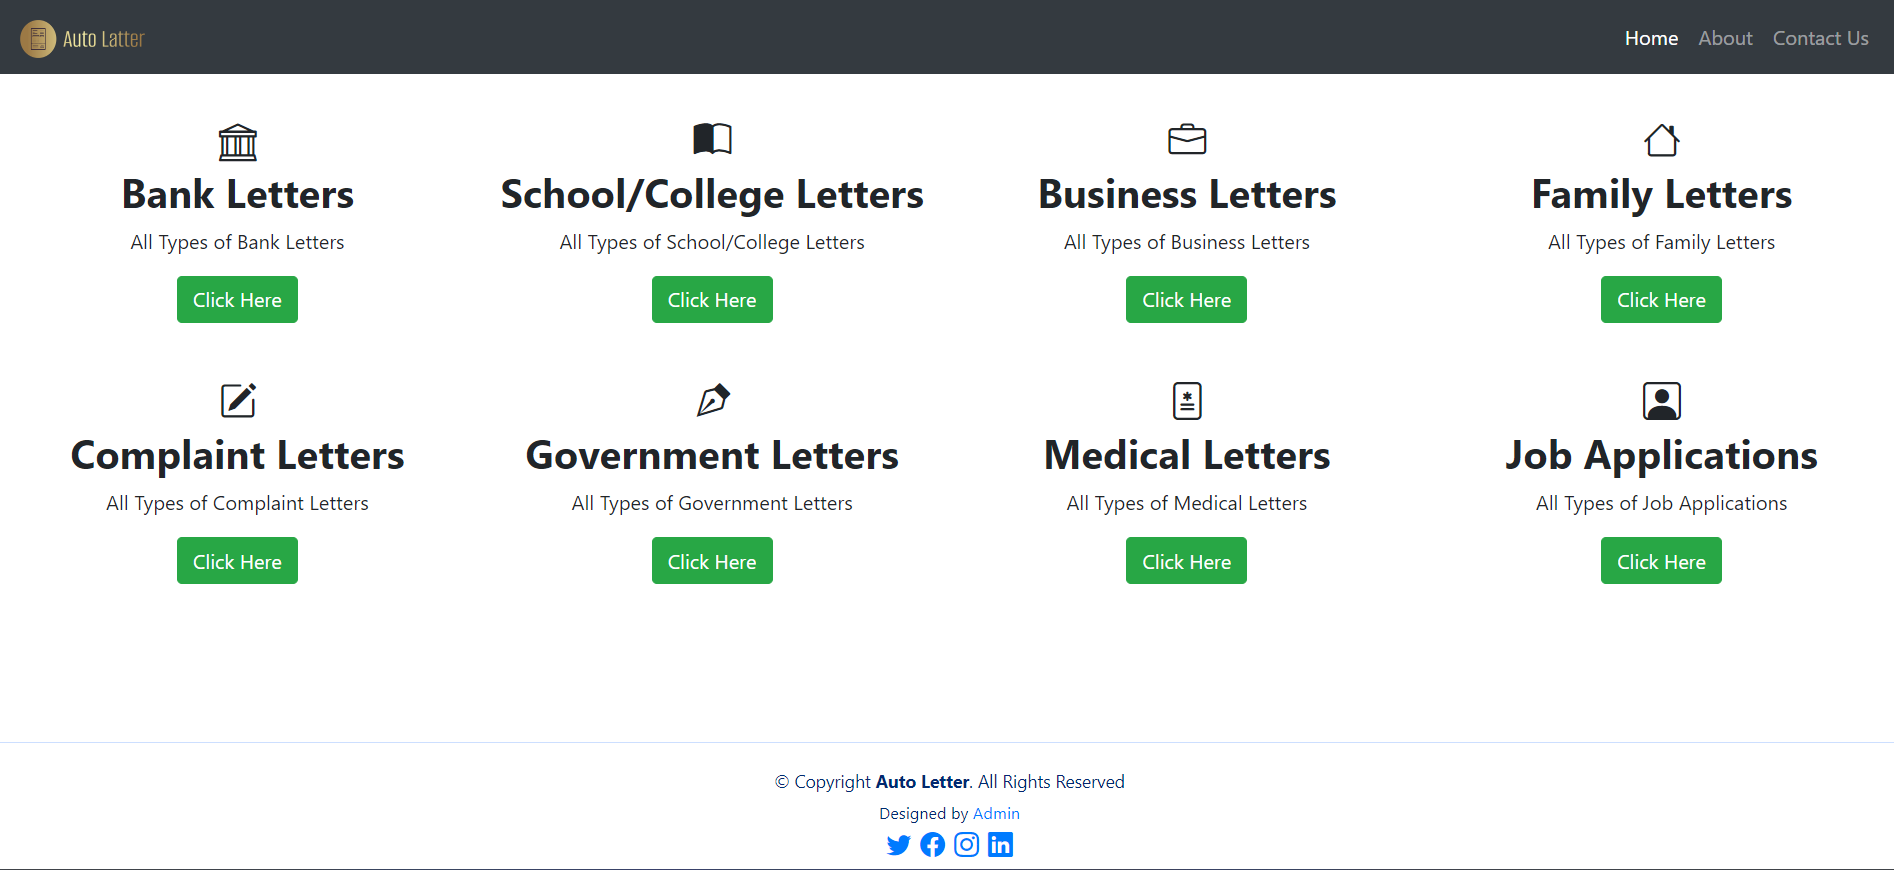 Auto Latter
Home About Contact Us
Bank Letters
All Types of Bank Letters
Click Here
School/College Letters
All Types of School/College Letters
Click Here
Business Letters
All Types of Business Letters
Click Here
Family Letters
All Types of Family Letters
Click Here
Complaint Letters
All Types of Complaint Letters
Click Here
Government Letters
All Types of Government Letters
Click Here
Medical Letters
All Types of Medical Letters
Click Here
Job Applications
All Types of Job Applications
Click Here
© Copyright Auto Letter. All Rights Reserved
Designed by Admin